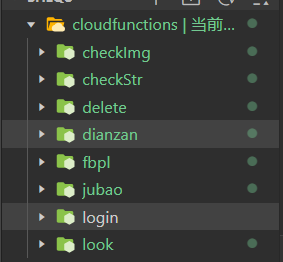 cloudfunctions | 当前...
checkImg
checkStr
delete
dianzan
fbpl
jubao
login
look